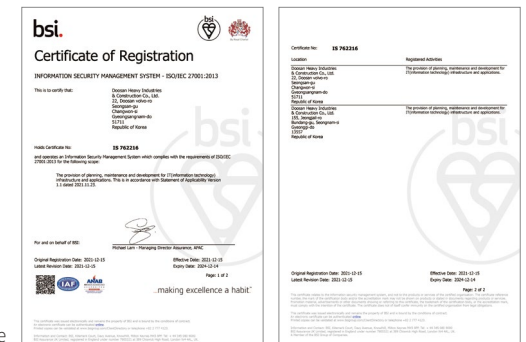 bsi.
bsi
Certificate of Registration
INFORMATION SECURITY MANAGEMENT SYSTEM - ISO/IEC 27001:2013
This is to certify that:
Doosan Heavy Industries
& Construction Co., Ltd.
22, Doosan volvo-ro
Seongsan-gu
Changwon-si
Gyeongsangnam-do
51711
Republic of Korea
Holds Certificate No:
IS 762216
and operates an Information Security Management System which complies with the requirements of ISO/IEC
27001:2013 for the following scope:
The provision of planning, maintenance and development for IT(information technology)
infrastructure and applications. This is in accordance with Statement of Applicability Version
1.1 dated 2021.11.23.
For and on behalf of BSI:
Michael Lam - Managing Director Assurance, APAC
Original Registration Date: 2021-12-15
Effective Date: 2021-12-15
Latest Revision Date: 2021-12-15
Expiry Date: 2024-12-14
Page: 1 of 2
IAF
ANAB
...making excellence a habit.
Certificate No:
IS 762216
Location
Registered Activities
Doosan Heavy Industries
& Construction Co., Ltd.
22, Doosan volvo-ro
Seongsan-gu
Changwon-si
Gyeongsangnam-do
51711
Republic of Korea
The provision of planning, maintenance and development for
IT(information technology) infrastructure and applications.
Doosan Heavy Industries
& Construction Co., Ltd.
155, Jeongjail-ro
Bundang-gu, Seongnam-si
Gyeonggi-do
13557
Republic of Korea
The provision of planning, maintenance and development for
IT(information technology) infrastructure and applications.
bsi
Original Registration Date: 2021-12-15
Effective Date: 2021-12-15
Latest Revision Date: 2021-12-15
Expiry Date: 2024-12-14
Page: 2 of 2